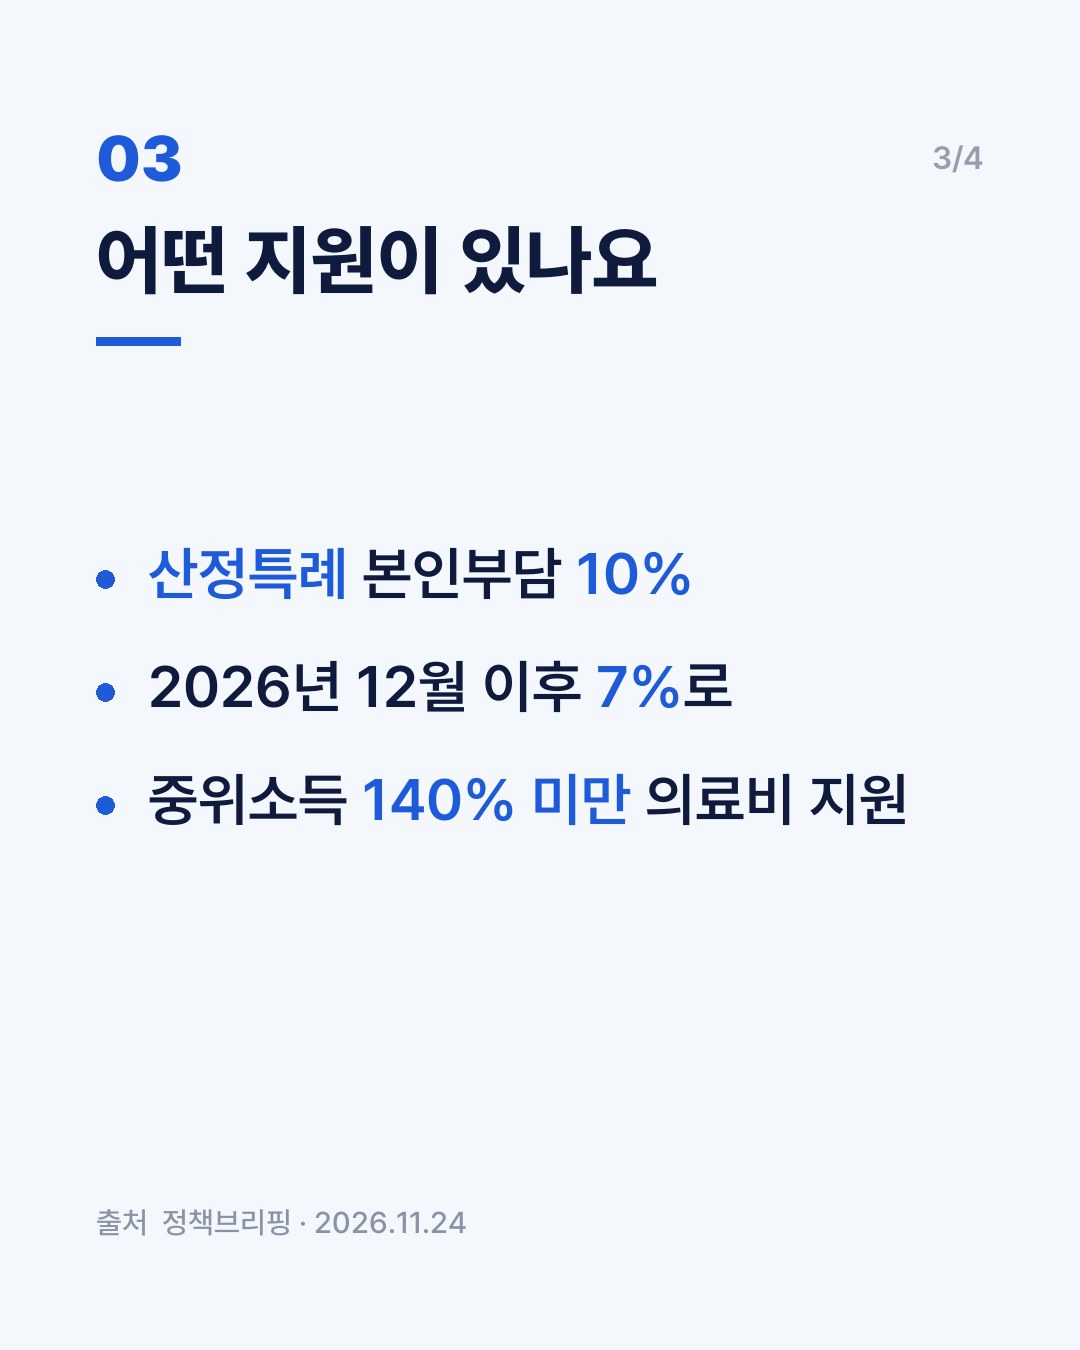 03
3/4
어떤 지원이 있나요
• 산정특례 본인부담 10%
• 2026년 12월 이후 7%로
• 중위소득 140% 미만 의료비 지원
출처 정책브리핑 · 2026.11.24